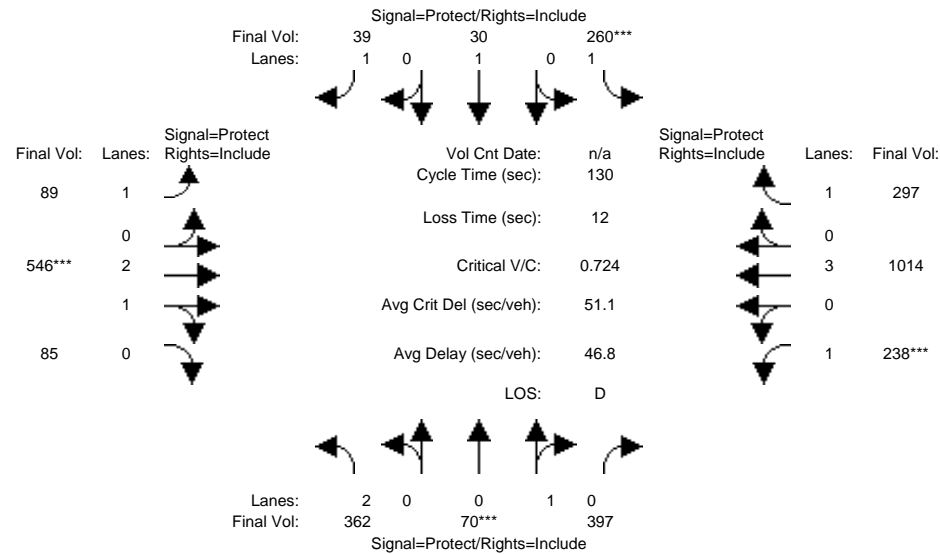 Signal=Protect/Rights=Include
Final Vol: 39 30 260***
Lanes: 1 0 1 0 1
Signal=Protect Signal=Protect
Final Vol: Lanes: Rights=Include Vol Cnt Date: n/a Rights=Include Lanes: Final Vol:
Cycle Time (sec): 130
89 1 1 297
Loss Time (sec): 12
0 0
546*** 2 Critical V/C: 0.724 3 1014
1 Avg Crit Del (sec/veh): 51.1 0
85 0 Avg Delay (sec/veh): 46.8 1 238***
LOS: D
Lanes: 2 0 0 1 0
Final Vol: 362 70*** 397
Signal=Protect/Rights=Include